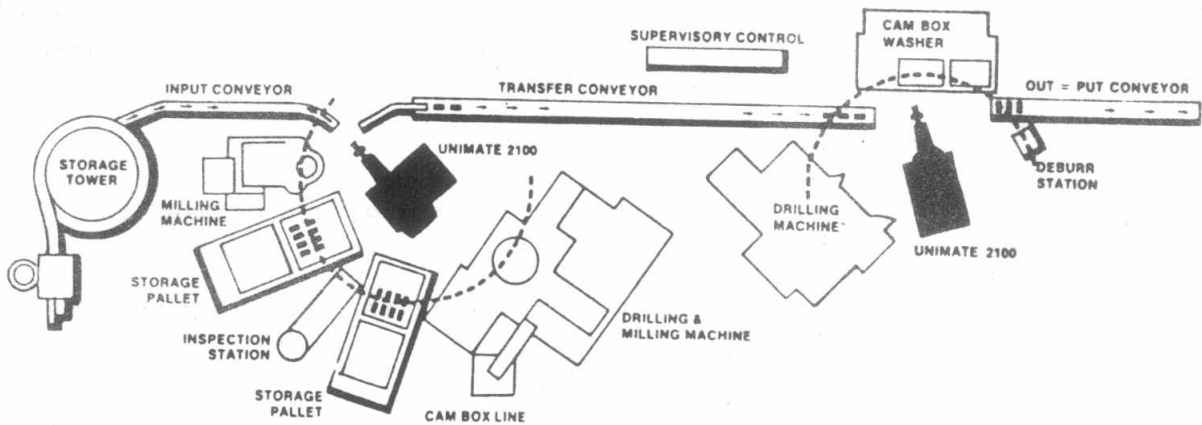 SUPERVISORY CONTROL
CAM BOX
WASHER
INPUT CONVEYOR
TRANSFER CONVEYOR
OUT = PUT CONVEYOR
STORAGE
TOWER
UNIMATE 2100
DEBURR
STATION
MILLING
MACHINE
DRILLING
MACHINE
UNIMATE 2100
STORAGE
PALLET
DRILLING &
MILLING MACHINE
INSPECTION
STATION
STORAGE
PALLET
CAM BOX LINE